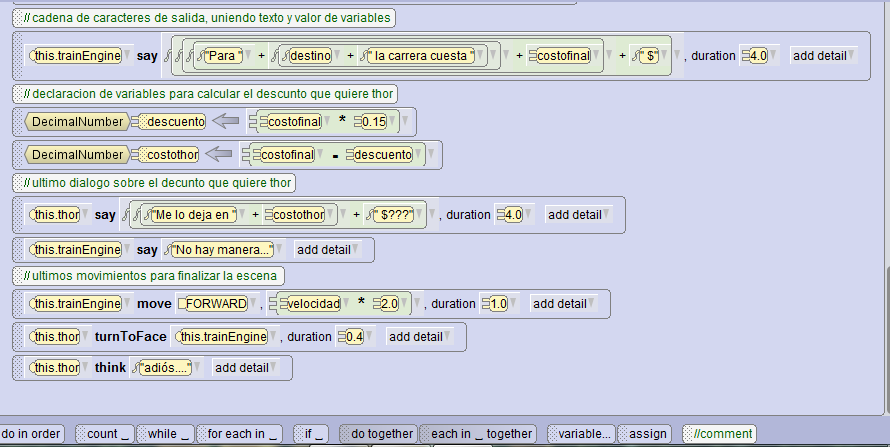 // cadena de caracteres de salida, uniendo texto y valor de variables
this.trainEngine say "Para " + destino + " la carrera cuesta " + costofinal + " $" , duration 4.0 add detail
// declaracion de variables para calcular el descunto que quiere thor
DecimalNumber descuento costofinal * 0.15
DecimalNumber costothor costofinal - descuento
// ultimo dialogo sobre el decunto que quiere thor
this.thor say "Me lo deja en " + costothor + " $???" , duration 4.0 add detail
this.trainEngine say "No hay manera..." add detail
// ultimos movimientos para finalizar la escena
this.trainEngine move FORWARD , velocidad * 2.0 , duration 1.0 add detail
this.thor turnToFace this.trainEngine , duration 0.4 add detail
this.thor think "adiós...." add detail
do in order count _ while _ for each in _ if _ do together each in _ together variable... assign //comment